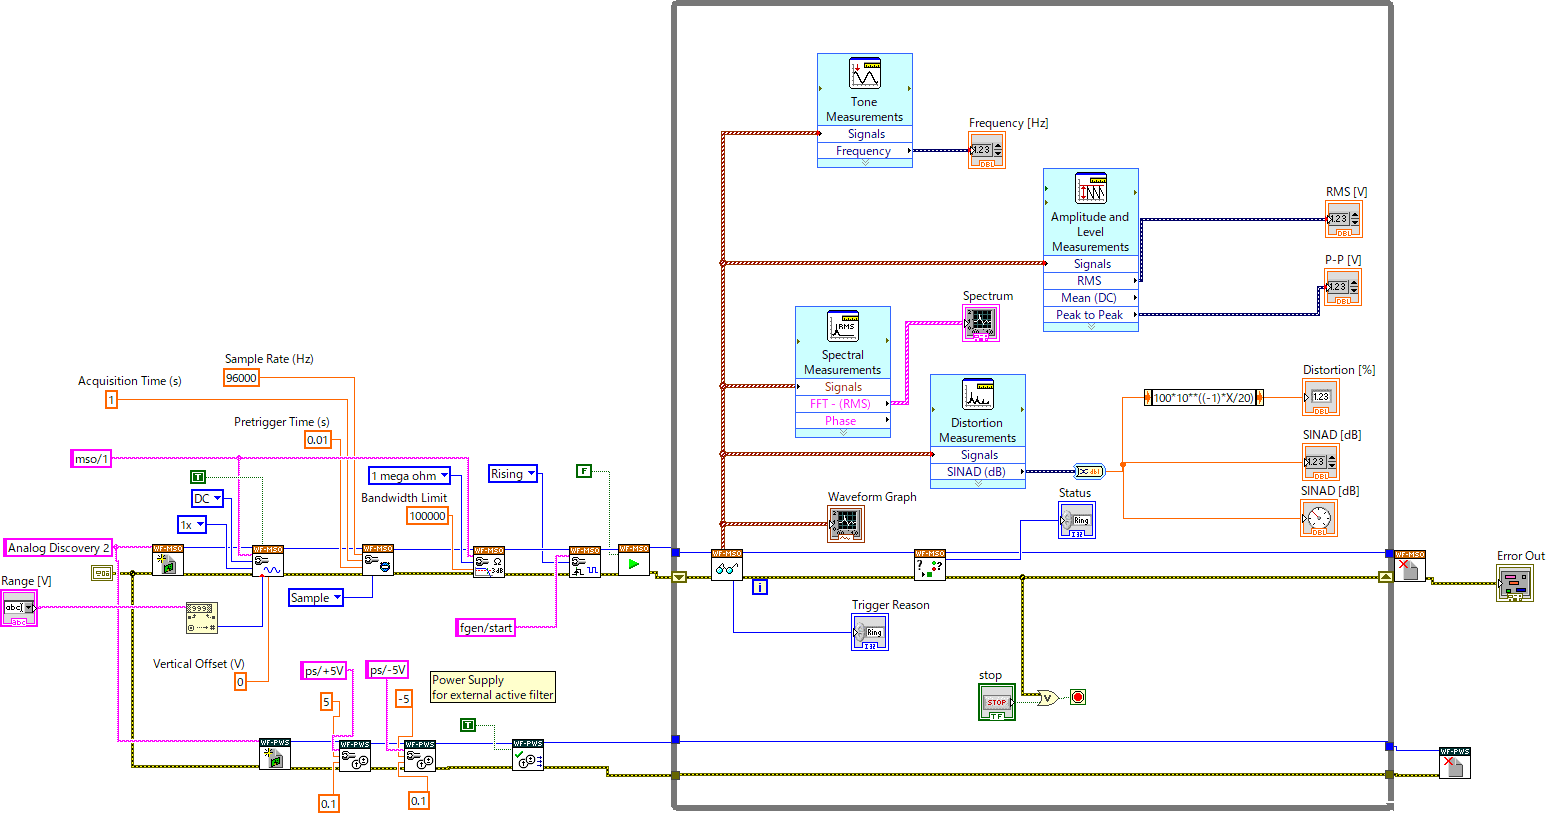 Tone
Measurements
Signals
Frequency
Frequency [Hz]
1.23
DBL
Amplitude and
Level
Measurements
Signals
RMS
Mean (DC)
Peak to Peak
RMS [V]
1.23
DBL
P-P [V]
1.23
DBL
RMS
Spectral
Measurements
Signals
FFT - (RMS)
Phase
Spectrum
Distortion
Measurements
Signals
SINAD (dB)
100*10**((-1)*X/20)
Distortion [%]
1.23
DBL
SINAD [dB]
1.23
DBL
SINAD [dB]
DBL
Waveform Graph
Status
Ring
I32
Sample Rate (Hz)
96000
Acquisition Time (s)
1
Pretrigger Time (s)
0.01
mso/1
T
DC
1x
1 mega ohm
Bandwidth Limit
100000
Rising
F
Analog Discovery 2
WF-MSO
WF-MSO
WF-MSO
WF-MSO
Ω
-3dB
WF-MSO
WF-MSO
WF-MSO
WF-MSO
?
WF-MSO
i
Error Out
Range [V]
abc
abc
999
#
Sample
fgen/start
Trigger Reason
Ring
I32
Vertical Offset (V)
0
ps/+5V
ps/-5V
5
-5
Power Supply
for external active filter
T
stop
STOP
TF
V
WF-PWS
WF-PWS
WF-PWS
WF-PWS
WF-PWS
0.1
0.1